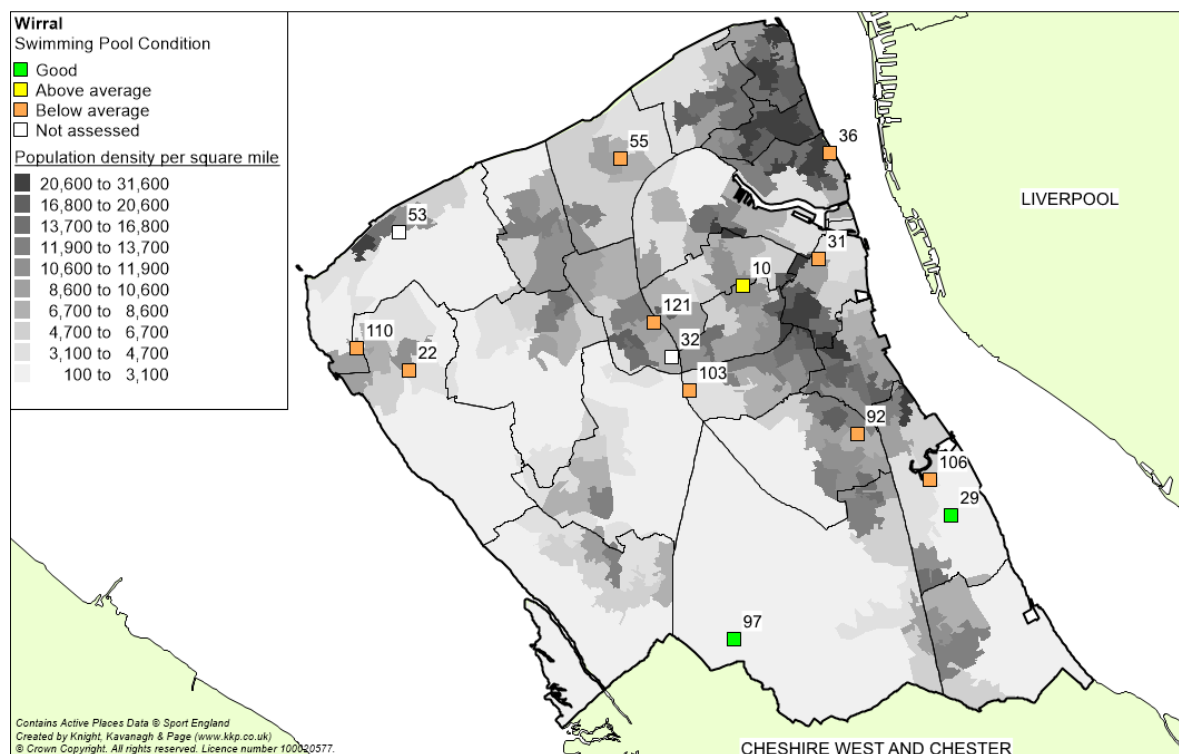 Wirral
Swimming Pool Condition
Good
Above average
Below average
Not assessed
Population density per square mile
20,600 to 31,600
16,800 to 20,600
13,700 to 16,800
11,900 to 13,700
10,600 to 11,900
8,600 to 10,600
6,700 to 8,600
4,700 to 6,700
3,100 to 4,700
100 to 3,100
36
55
LIVERPOOL
53
31
10
121
32
110
22
103
92
106
29
97
Contains Active Places Data © Sport England
Created by Knight, Kavanagh & Page (www.kkp.co.uk)
© Crown Copyright. All rights reserved. Licence number 100020577.
CHESHIRE WEST AND CHESTER